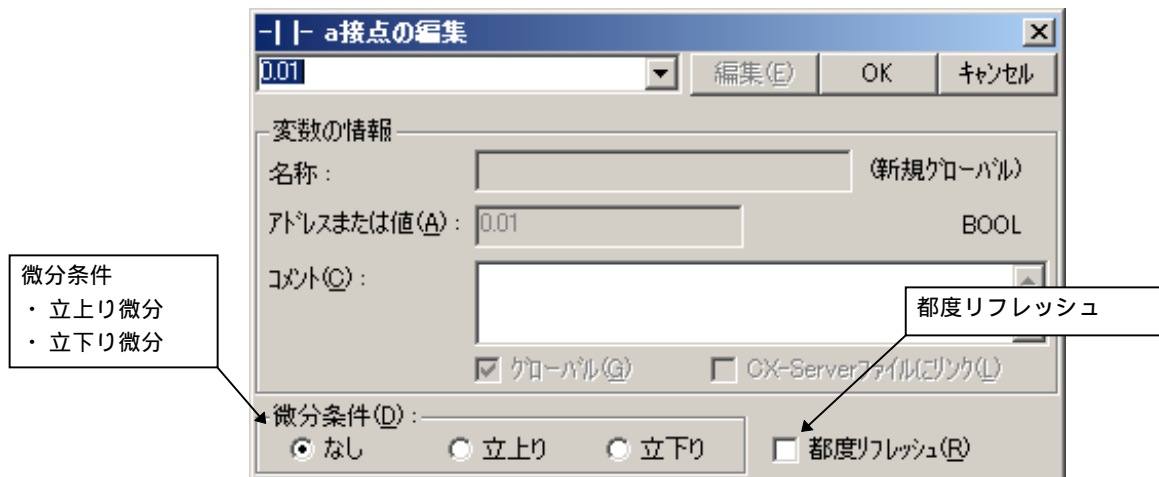 -| |- a接点の編集
0.01
編集(E) OK キャンセル
変数の情報
名称 : (新規グローバル)
アドレスまたは値(A) : 0.01 BOOL
コメント(C) :
微分条件
・ 立上り微分
・ 立下り微分
都度リフレッシュ
グローバル(G) CX-Serverファイルにリンク(L)
微分条件(D) :
なし 立上り 立下り 都度リフレッシュ(R)